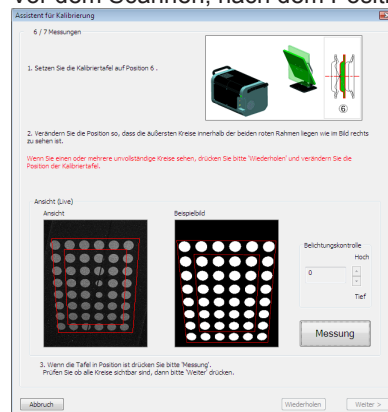 Vor dem Scannen, nach dem Positi
Assistent für Kalibrierung
6 / 7 Messungen
1. Setzen Sie die Kalibriertafel auf Position 6 .
6
2. Verändern Sie die Position so, dass die äußersten Kreise innerhalb der beiden roten Rahmen liegen wie im Bild rechts
zu sehen ist.
Wenn Sie einen oder mehrere unvollständige Kreise sehen, drücken Sie bitte 'Wiederholen' und verändern Sie die
Position der Kalibriertafel.
Ansicht (Live)
Ansicht
Beispielbild
Belichtungskontrolle
Hoch
0
Tief
Messung
3. Wenn die Tafel in Position ist drücken Sie bitte 'Messung'.
Prüfen Sie ob alle Kreise sichtbar sind, dann bitte 'Weiter' drücken.
Abbruch
Wiederholen
Weiter >